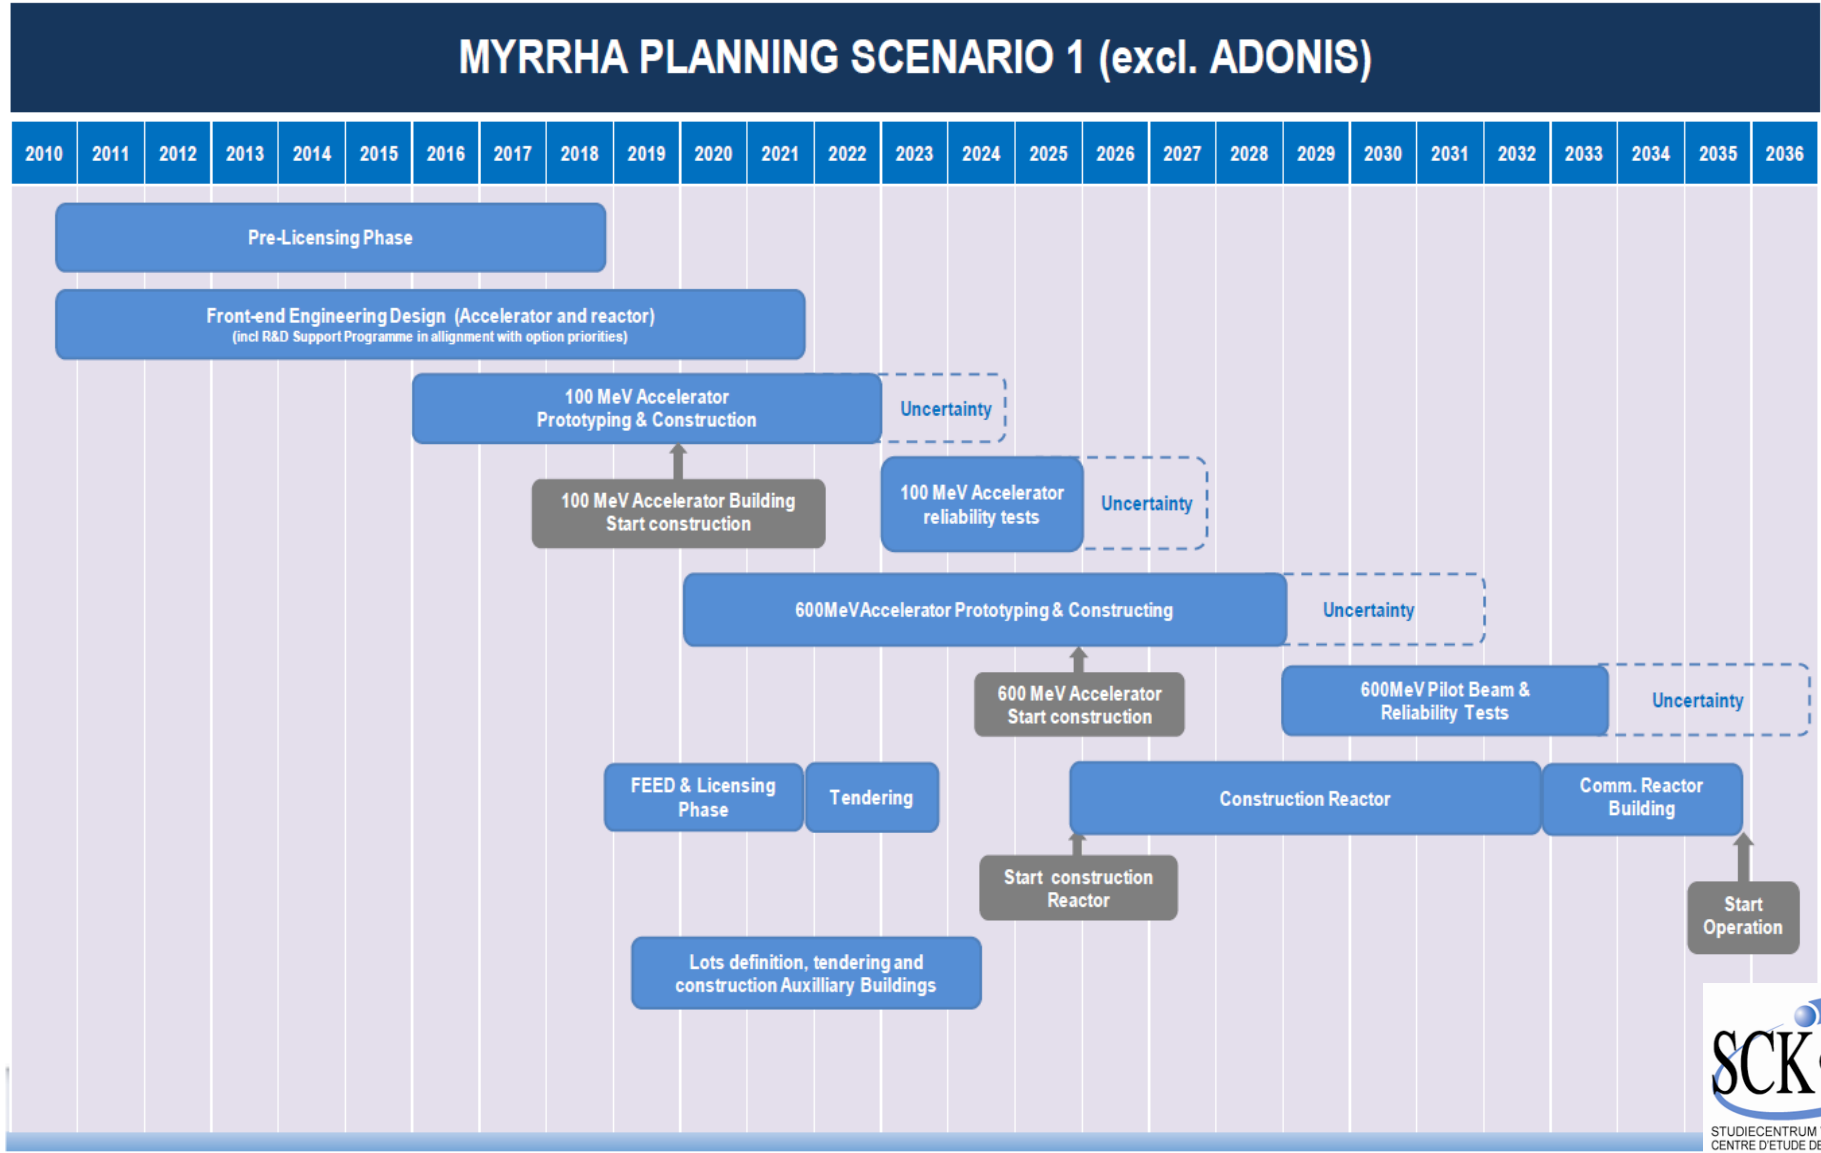 MYRRHA PLANNING SCENARIO 1 (excl. ADONIS)
2010 2011 2012 2013 2014 2015 2016 2017 2018 2019 2020 2021 2022 2023 2024 2025 2026 2027 2028 2029 2030 2031 2032 2033 2034 2035 2036
Pre-Licensing Phase
Front-end Engineering Design (Accelerator and reactor)
(incl R&D Support Programme in allignment with option priorities)
100 MeV Accelerator
Prototyping & Construction
Uncertainty
100 MeV Accelerator Building
Start construction
100 MeV Accelerator
reliability tests
Uncertainty
600MeV Accelerator Prototyping & Constructing
Uncertainty
600 MeV Accelerator
Start construction
600MeV Pilot Beam &
Reliability Tests
Uncertainty
FEED & Licensing
Phase
Tendering
Construction Reactor
Comm. Reactor
Building
Start construction
Reactor
Start
Operation
Lots definition, tendering and
construction Auxilliary Buildings
SCK
STUDIECENTRUM
CENTRE D'ETUDE DE